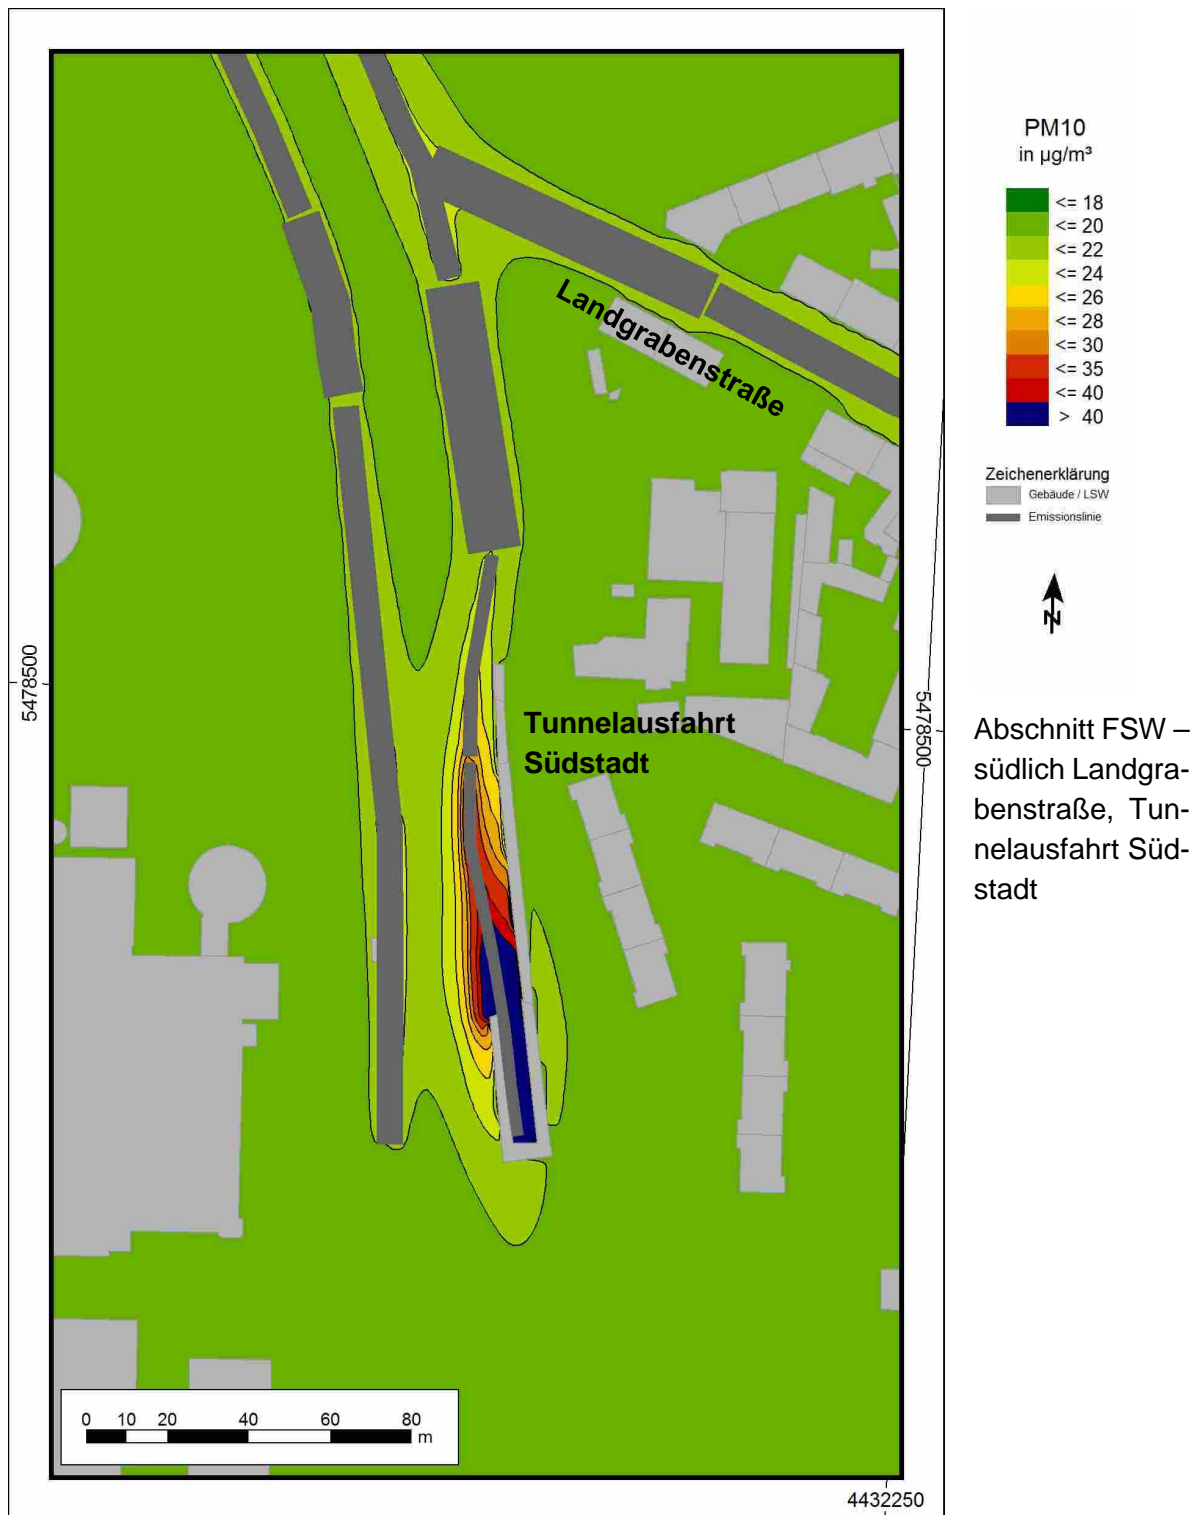 PM10
in µg/m³
<= 18
<= 20
<= 22
<= 24
<= 26
<= 28
<= 30
<= 35
<= 40
> 40
Zeichenerklärung
Gebäude / LSW
Emissionslinie
N
Landgrabenstraße
Tunnelausfahrt
Südstadt
5478500
5478500
Abschnitt FSW –
südlich Landgra-
benstraße, Tun-
nelausfahrt Süd-
stadt
0 10 20 40 60 80
m
4432250